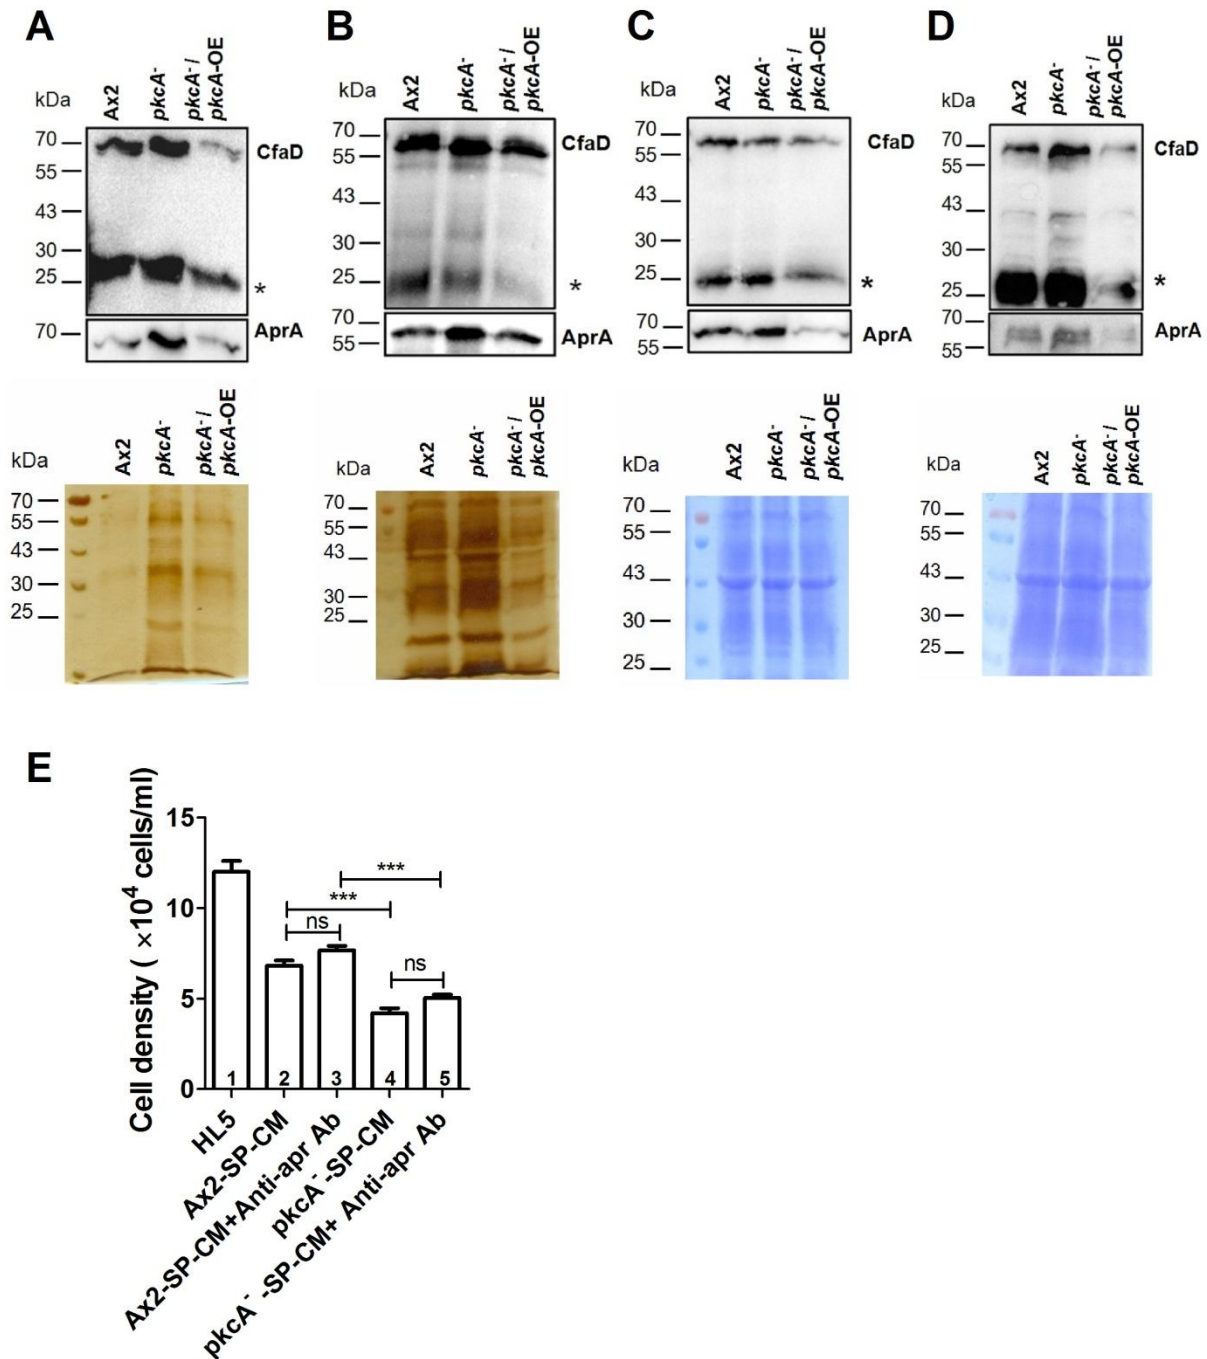 A
B
C
D
kDa
Ax2
pkcA-
pkcA- /
pkcA-OE
70
55
43
30
25
CfaD
*
70
AprA
kDa
Ax2
pkcA-
pkcA- /
pkcA-OE
70
55
43
30
25
CfaD
*
70
55
AprA
kDa
Ax2
pkcA-
pkcA- /
pkcA-OE
70
55
43
30
25
CfaD
*
70
55
AprA
kDa
Ax2
pkcA-
pkcA- /
pkcA-OE
70
55
43
30
25
CfaD
*
70
55
AprA
kDa
Ax2
pkcA-
pkcA- /
pkcA-OE
70
55
43
30
25
kDa
Ax2
pkcA-
pkcA- /
pkcA-OE
70
55
43
30
25
kDa
Ax2
pkcA-
pkcA- /
pkcA-OE
70
55
43
30
25
kDa
Ax2
pkcA-
pkcA- /
pkcA-OE
70
55
43
30
25
E
Cell density ( ×10⁴ cells/ml)
15
10
5
0
***
***
ns
ns
1
2
3
4
5
HL5
Ax2-SP-CM
Ax2-SP-CM+Anti-apr Ab
pkcA⁻-SP-CM
pkcA⁻ -SP-CM+ Anti-apr Ab